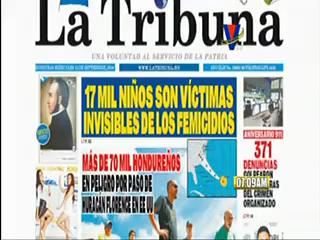 La Tribuna
UNA VOLUNTAD AL SERVICIO DE LA PATRIA
17 MIL NIÑOS SON VÍCTIMAS
INVISIBLES DE LOS FEMICIDIOS
MÁS DE 70 MIL HONDUREÑOS
EN PELIGRO POR PASO DE
HURACÁN FLORENCE EN EE UU
ANIVERSARIO 911
371
DENUNCIAS
07:09AM
DEL CRIMEN
ORGANIZADO